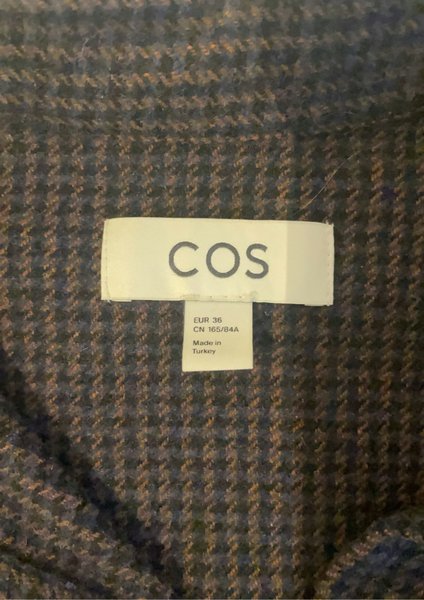 COS
EUR 36
CN 165/84A
Made in
Turkey